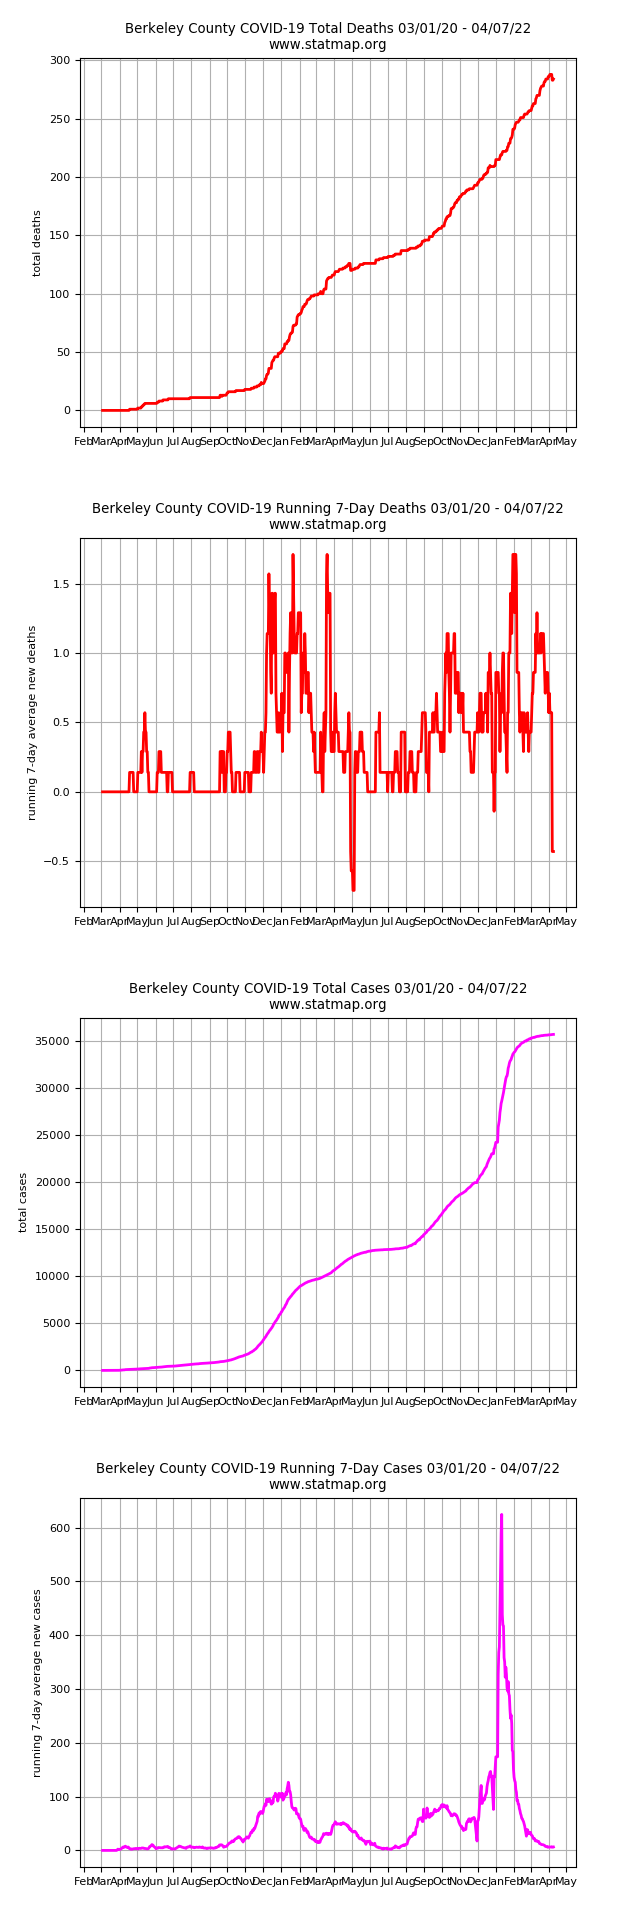 Berkeley County COVID-19 Total Deaths 03/01/20 - 04/07/22
www.statmap.org
300
250
200
150
100
50
0
total deaths
Feb Mar Apr May Jun Jul Aug Sep Oct Nov Dec Jan Feb Mar Apr May Jun Jul Aug Sep Oct Nov Dec Jan Feb Mar Apr May
Berkeley County COVID-19 Running 7-Day Deaths 03/01/20 - 04/07/22
www.statmap.org
1.5
1.0
0.5
0.0
−0.5
running 7-day average new deaths
Feb Mar Apr May Jun Jul Aug Sep Oct Nov Dec Jan Feb Mar Apr May Jun Jul Aug Sep Oct Nov Dec Jan Feb Mar Apr May
Berkeley County COVID-19 Total Cases 03/01/20 - 04/07/22
www.statmap.org
35000
30000
25000
20000
15000
10000
5000
0
total cases
Feb Mar Apr May Jun Jul Aug Sep Oct Nov Dec Jan Feb Mar Apr May Jun Jul Aug Sep Oct Nov Dec Jan Feb Mar Apr May
Berkeley County COVID-19 Running 7-Day Cases 03/01/20 - 04/07/22
www.statmap.org
600
500
400
300
200
100
0
running 7-day average new cases
Feb Mar Apr May Jun Jul Aug Sep Oct Nov Dec Jan Feb Mar Apr May Jun Jul Aug Sep Oct Nov Dec Jan Feb Mar Apr May